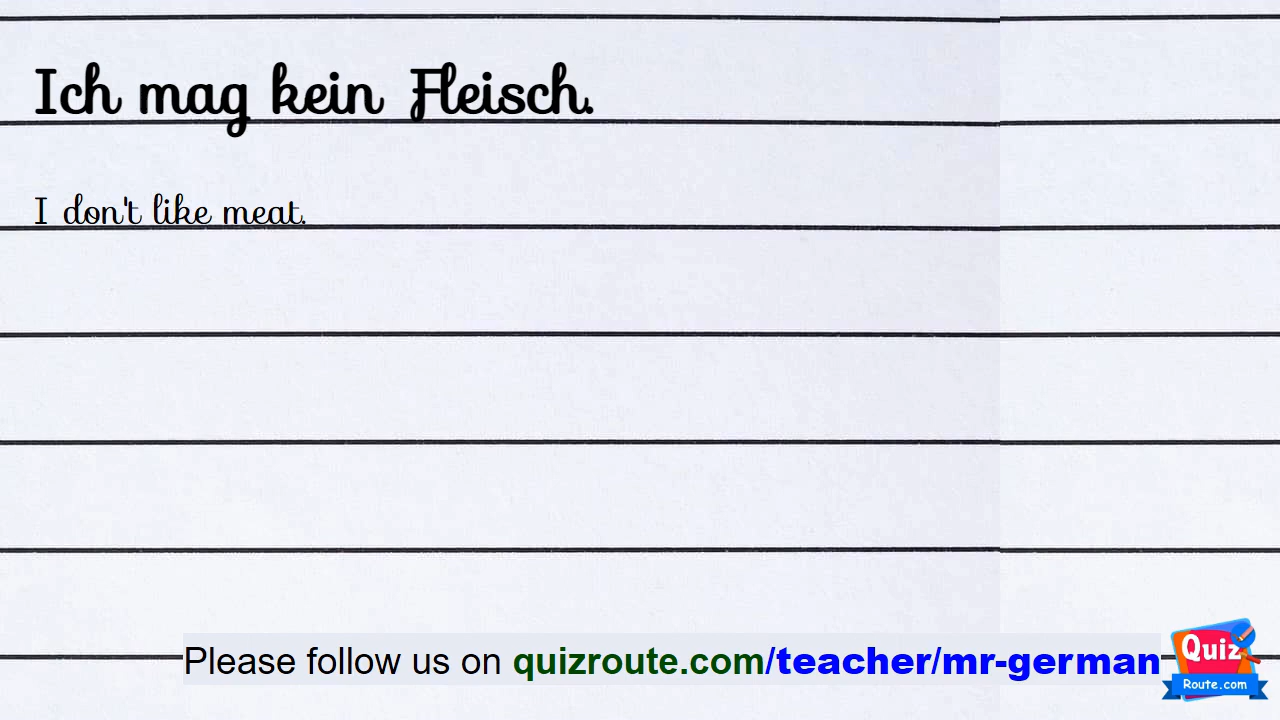 Ich mag kein Fleisch.
I don't like meat.
Please follow us on quizroute.com/teacher/mr-german
Quiz
Route.com